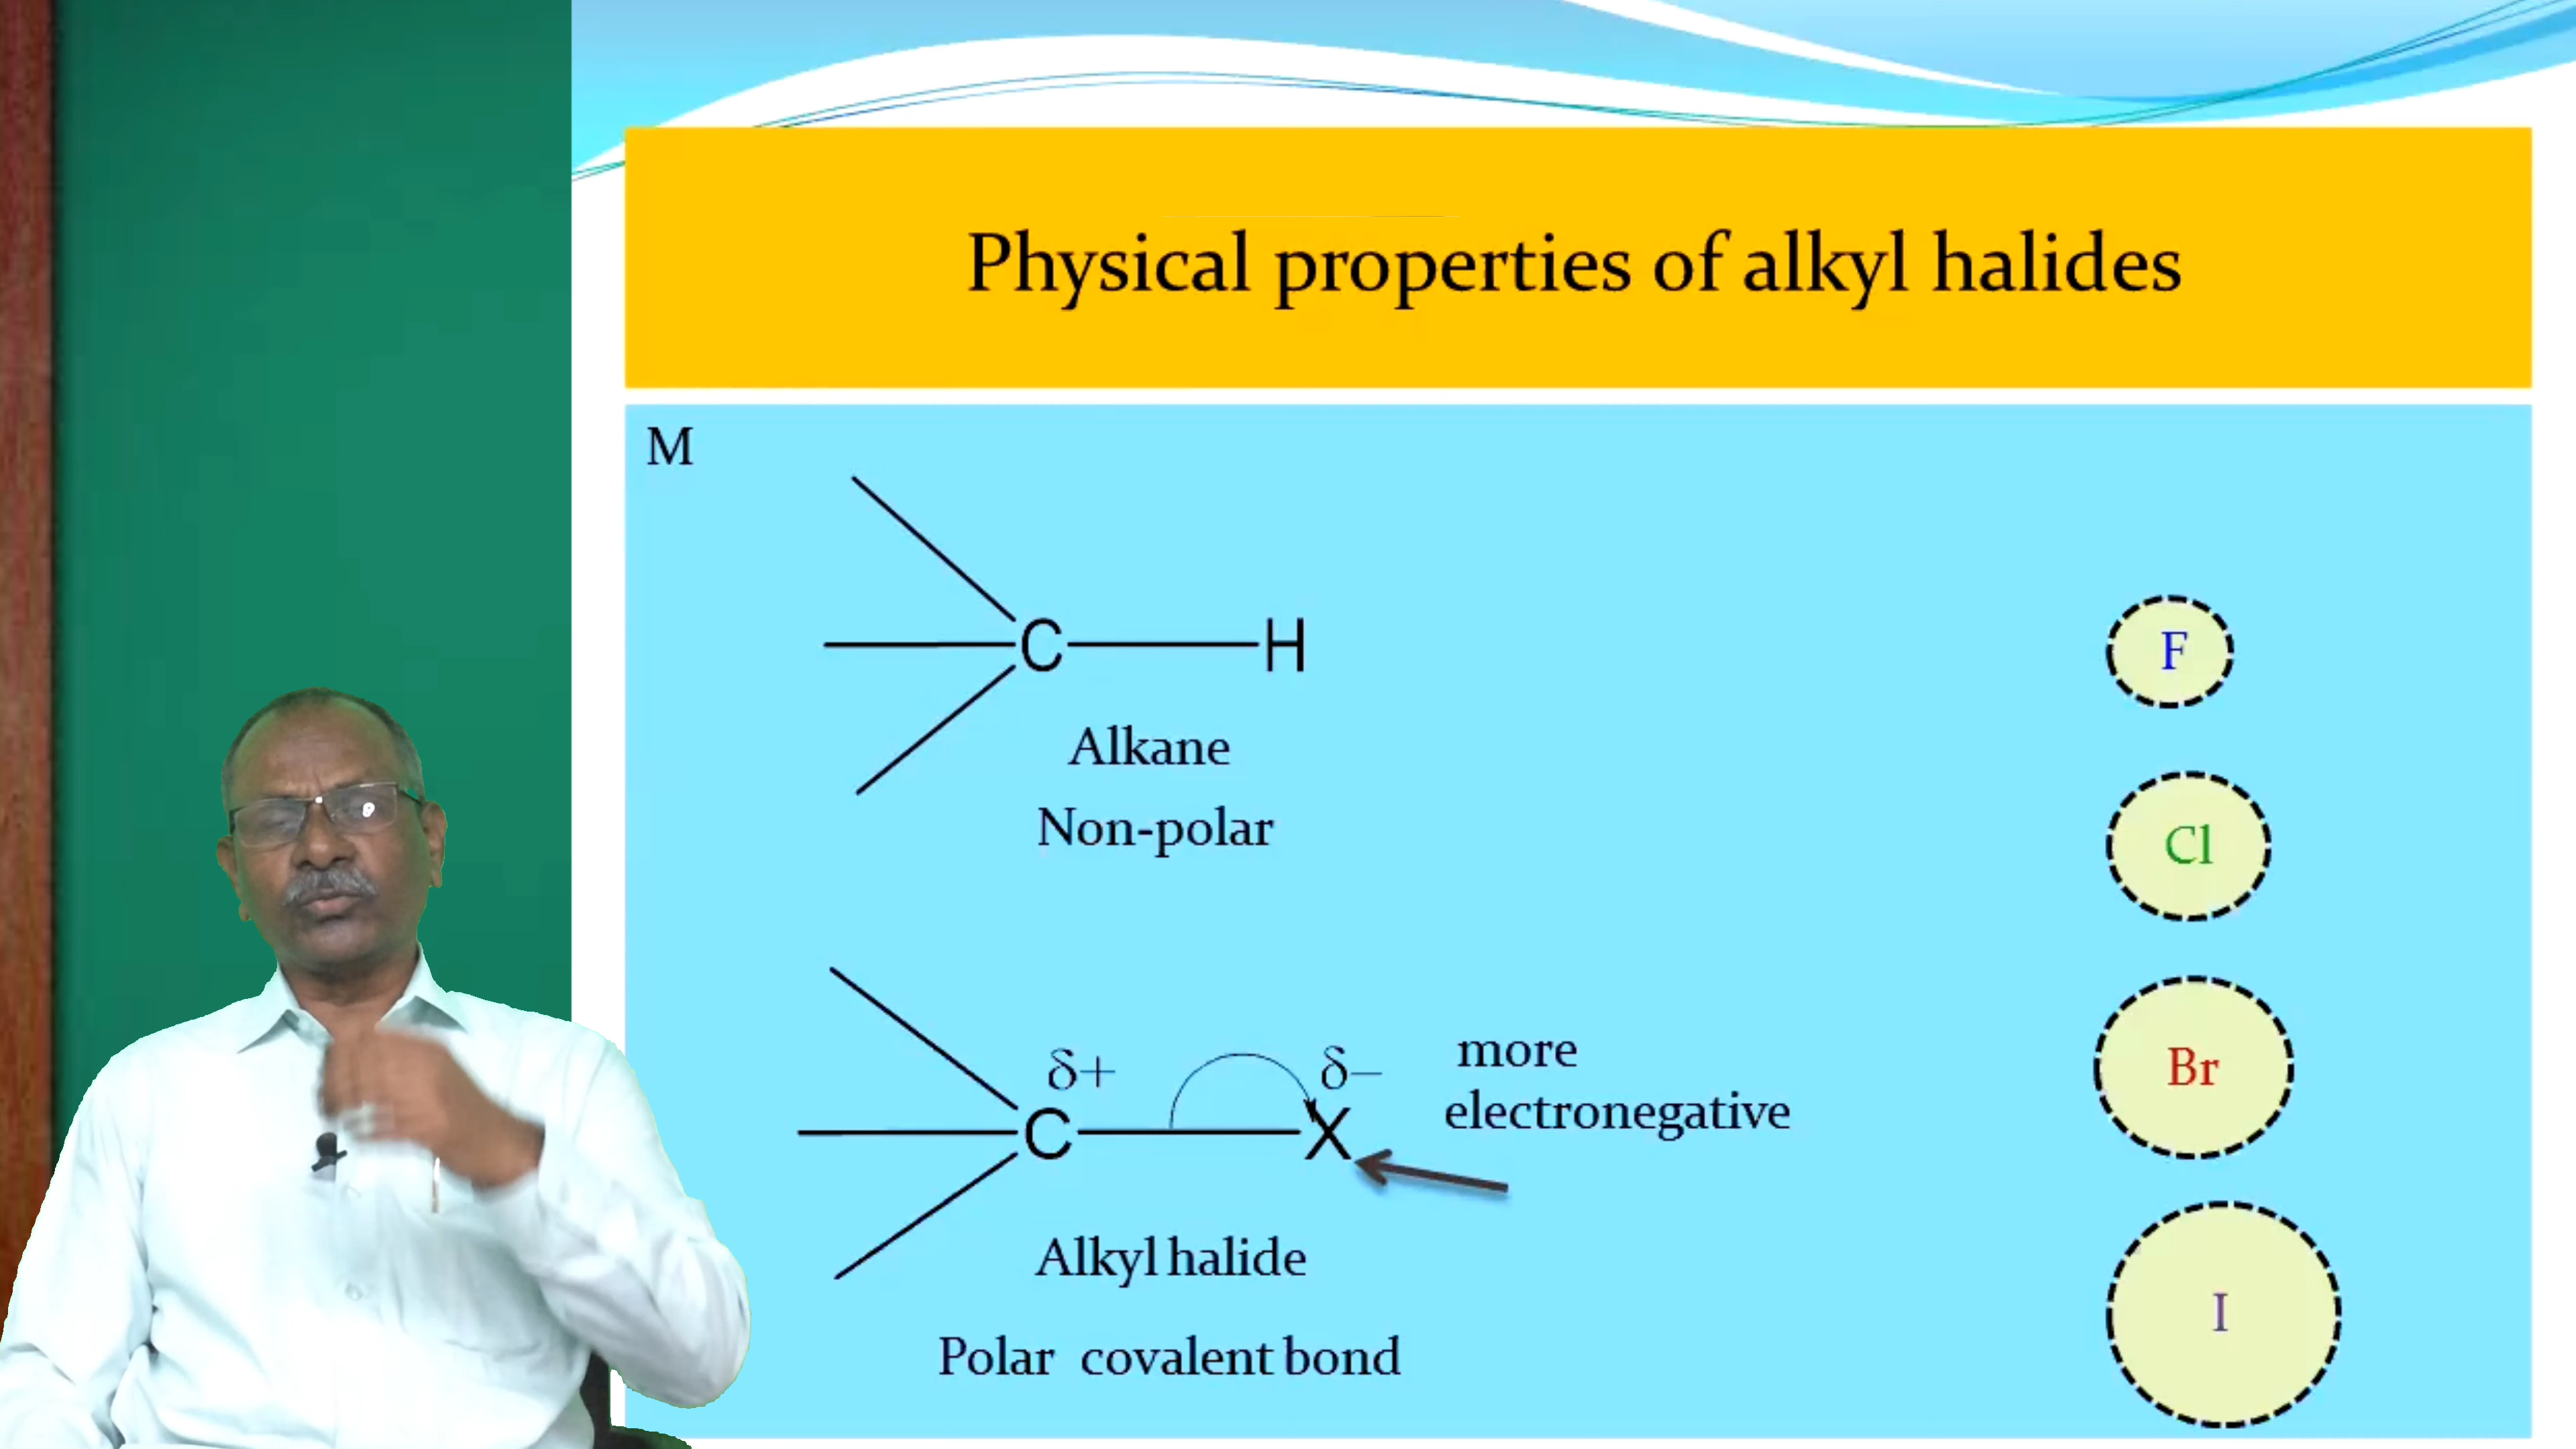 Physical properties of alkyl halides
M
C H
Alkane
Non-polar
δ+ δ−
C X
more
electronegative
Alkyl halide
Polar covalent bond
F
Cl
Br
I